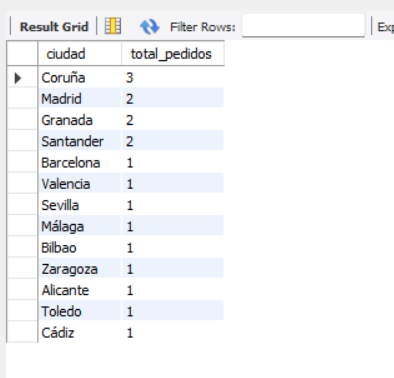 Result Grid Filter Rows: Exp
ciudad total_pedidos
Coruña 3
Madrid 2
Granada 2
Santander 2
Barcelona 1
Valencia 1
Sevilla 1
Málaga 1
Bilbao 1
Zaragoza 1
Alicante 1
Toledo 1
Cádiz 1